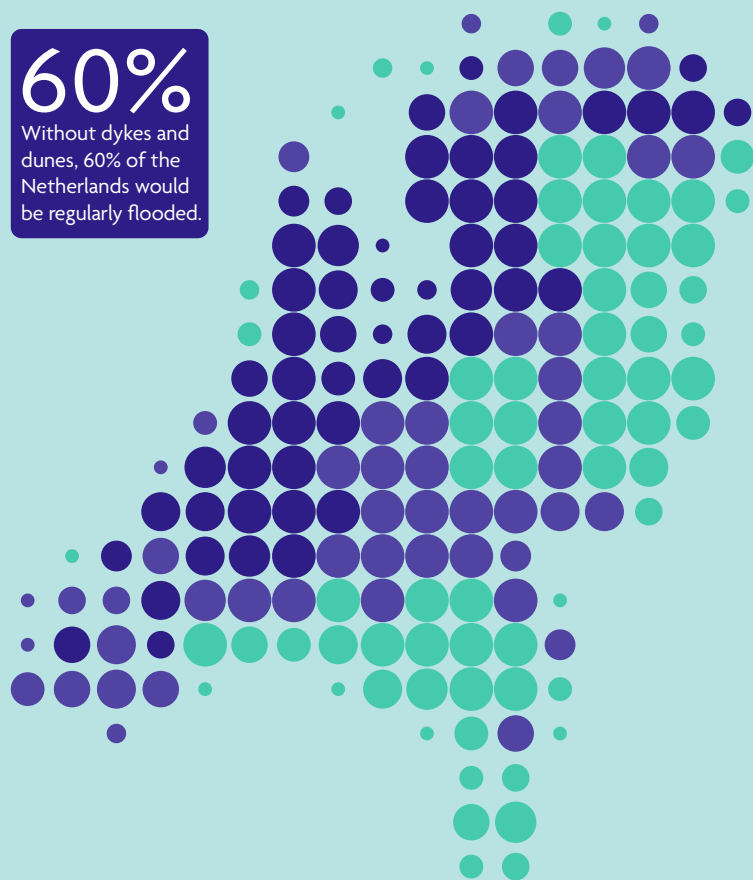 60%
Without dykes and
dunes, 60% of the
Netherlands would
be regularly flooded.